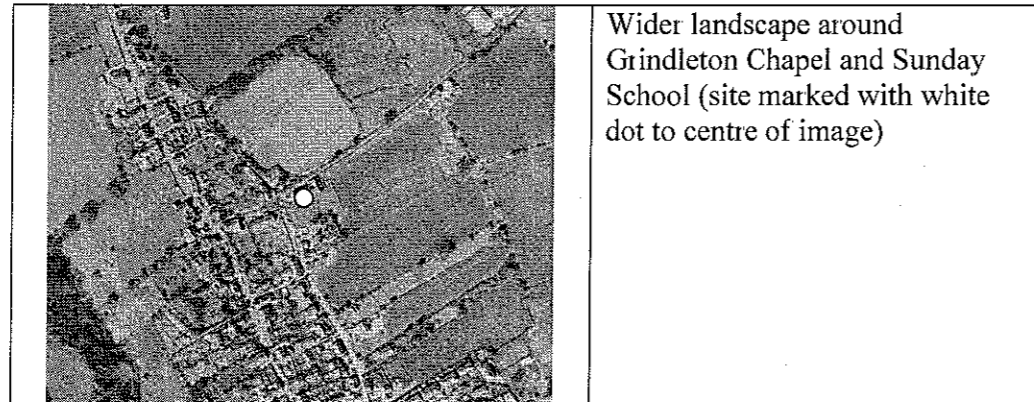 Wider landscape around
Grindleton Chapel and Sunday
School (site marked with white
dot to centre of image)